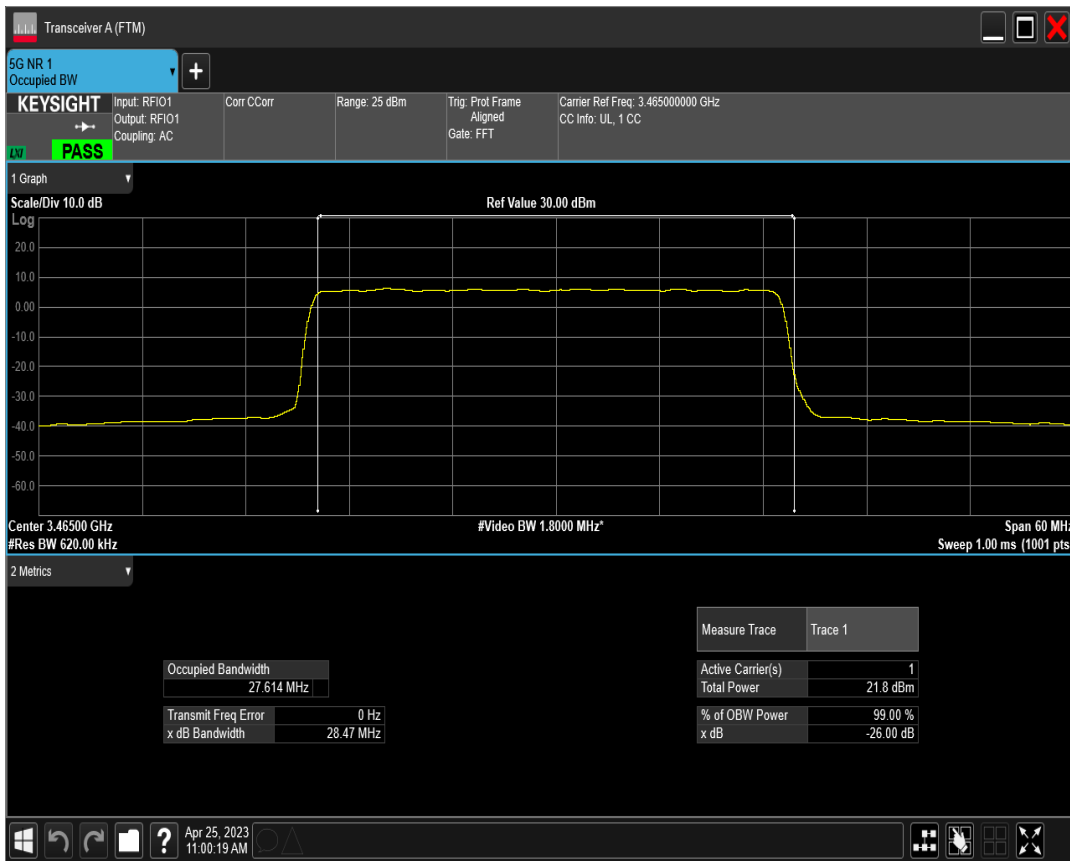 Transceiver A (FTM)
5G NR 1
Occupied BW
+
KEYSIGHT
LXI
PASS
Input: RFIO1
Output: RFIO1
Coupling: AC
Corr CCorr
Range: 25 dBm
Trig: Prot Frame
Aligned
Gate: FFT
Carrier Ref Freq: 3.465000000 GHz
CC Info: UL, 1 CC
1 Graph
Scale/Div 10.0 dB
Ref Value 30.00 dBm
Log
20.0
10.0
0.00
-10.0
-20.0
-30.0
-40.0
-50.0
-60.0
Center 3.46500 GHz
#Video BW 1.8000 MHz*
Span 60 MHz
#Res BW 620.00 kHz
Sweep 1.00 ms (1001 pts
2 Metrics
Measure Trace Trace 1
Occupied Bandwidth
27.614 MHz
Active Carrier(s) 1
Total Power 21.8 dBm
Transmit Freq Error 0 Hz
x dB Bandwidth 28.47 MHz
% of OBW Power 99.00 %
x dB -26.00 dB
?
Apr 25, 2023
11:00:19 AM